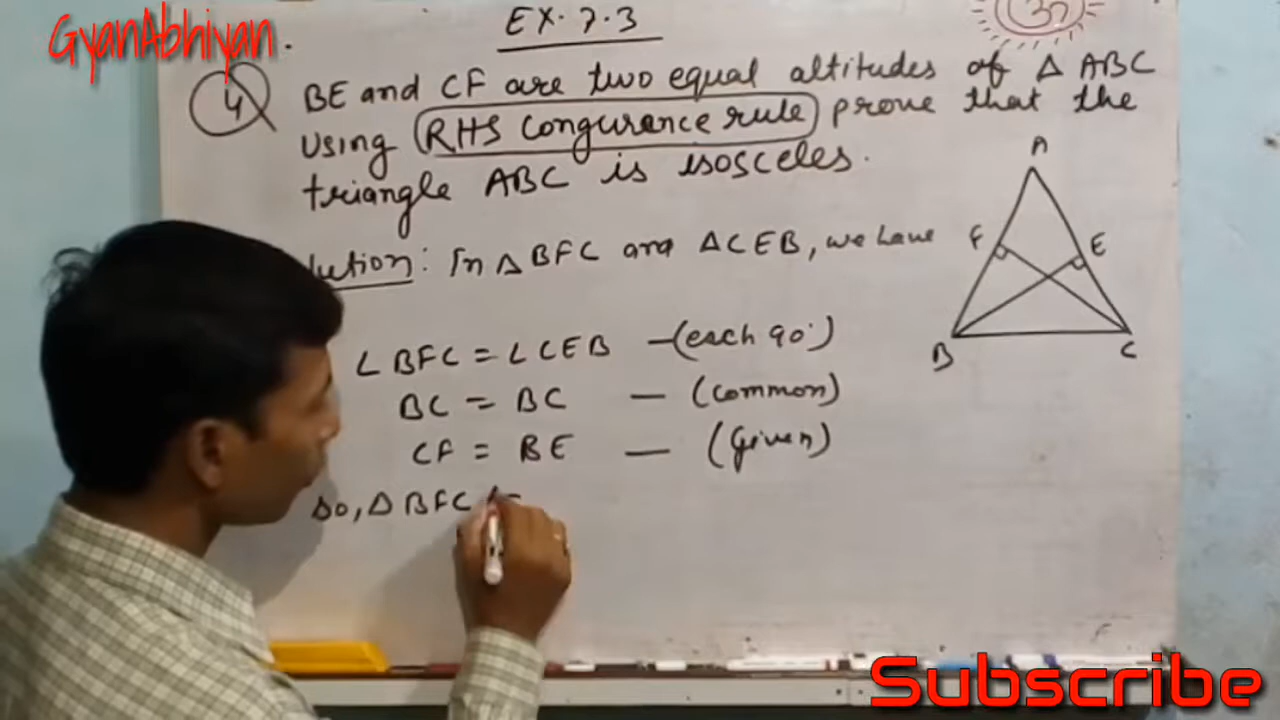 GyanAbhiyan
EX. 7.3
37
4 BE and CF are two equal altitudes of Δ ABC
using RHS Congurance rule prove that the
triangle ABC is isosceles.
lution: In Δ BFC and ΔCEB, we have
∠BFC = ∠CEB —(each 90°)
BC = BC — (Common)
CF = BE — (Given)
So, Δ BFC
A
F
E
B
C
Subscribe